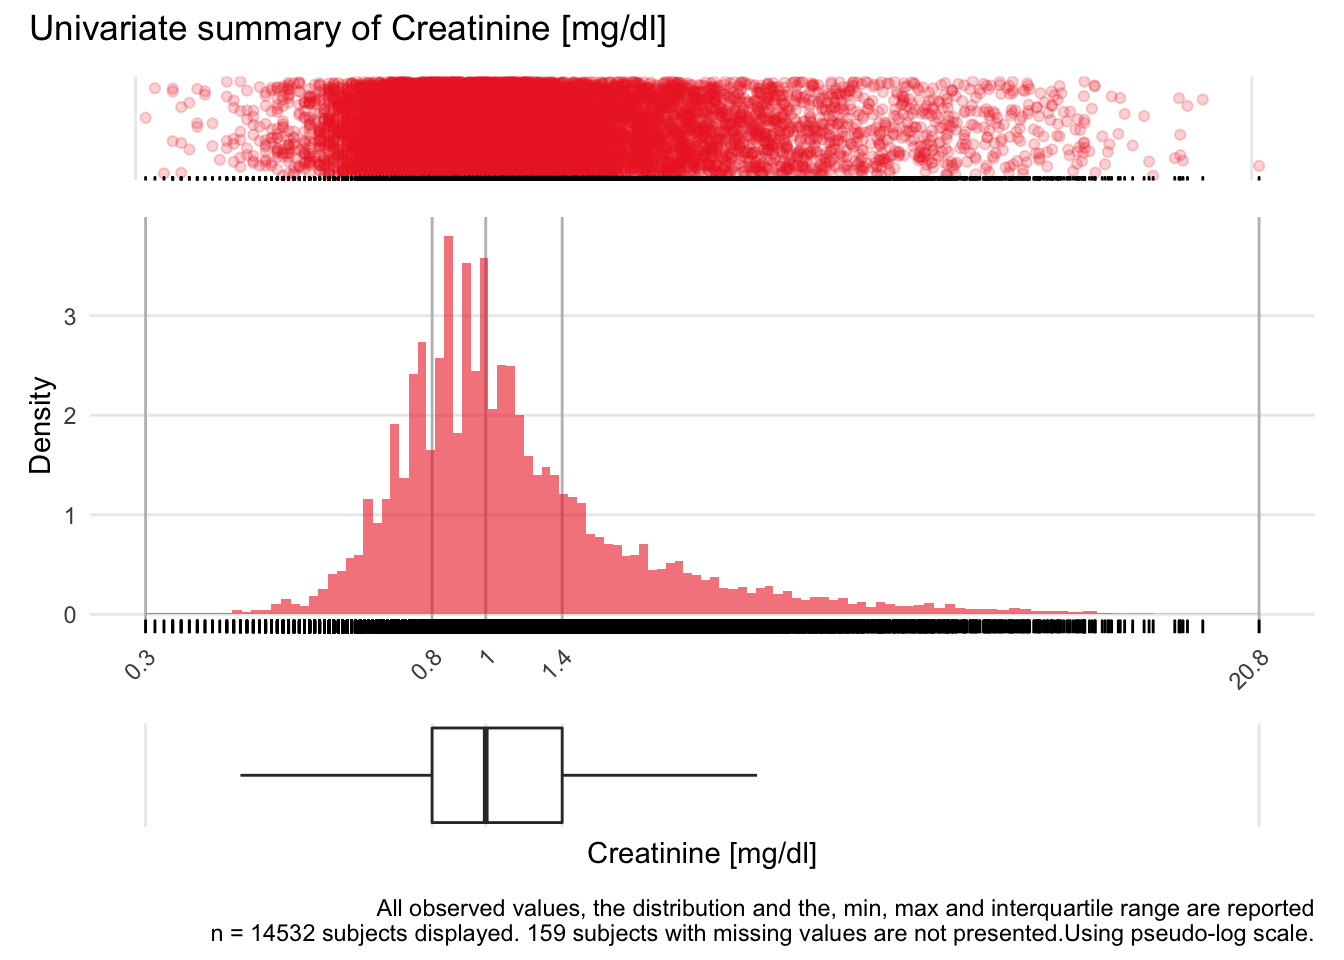 Univariate summary of Creatinine [mg/dl]
Density
3
2
1
0
0.3
0.8
1
1.4
20.8
Creatinine [mg/dl]
All observed values, the distribution and the, min, max and interquartile range are reported
n = 14532 subjects displayed. 159 subjects with missing values are not presented.Using pseudo-log scale.